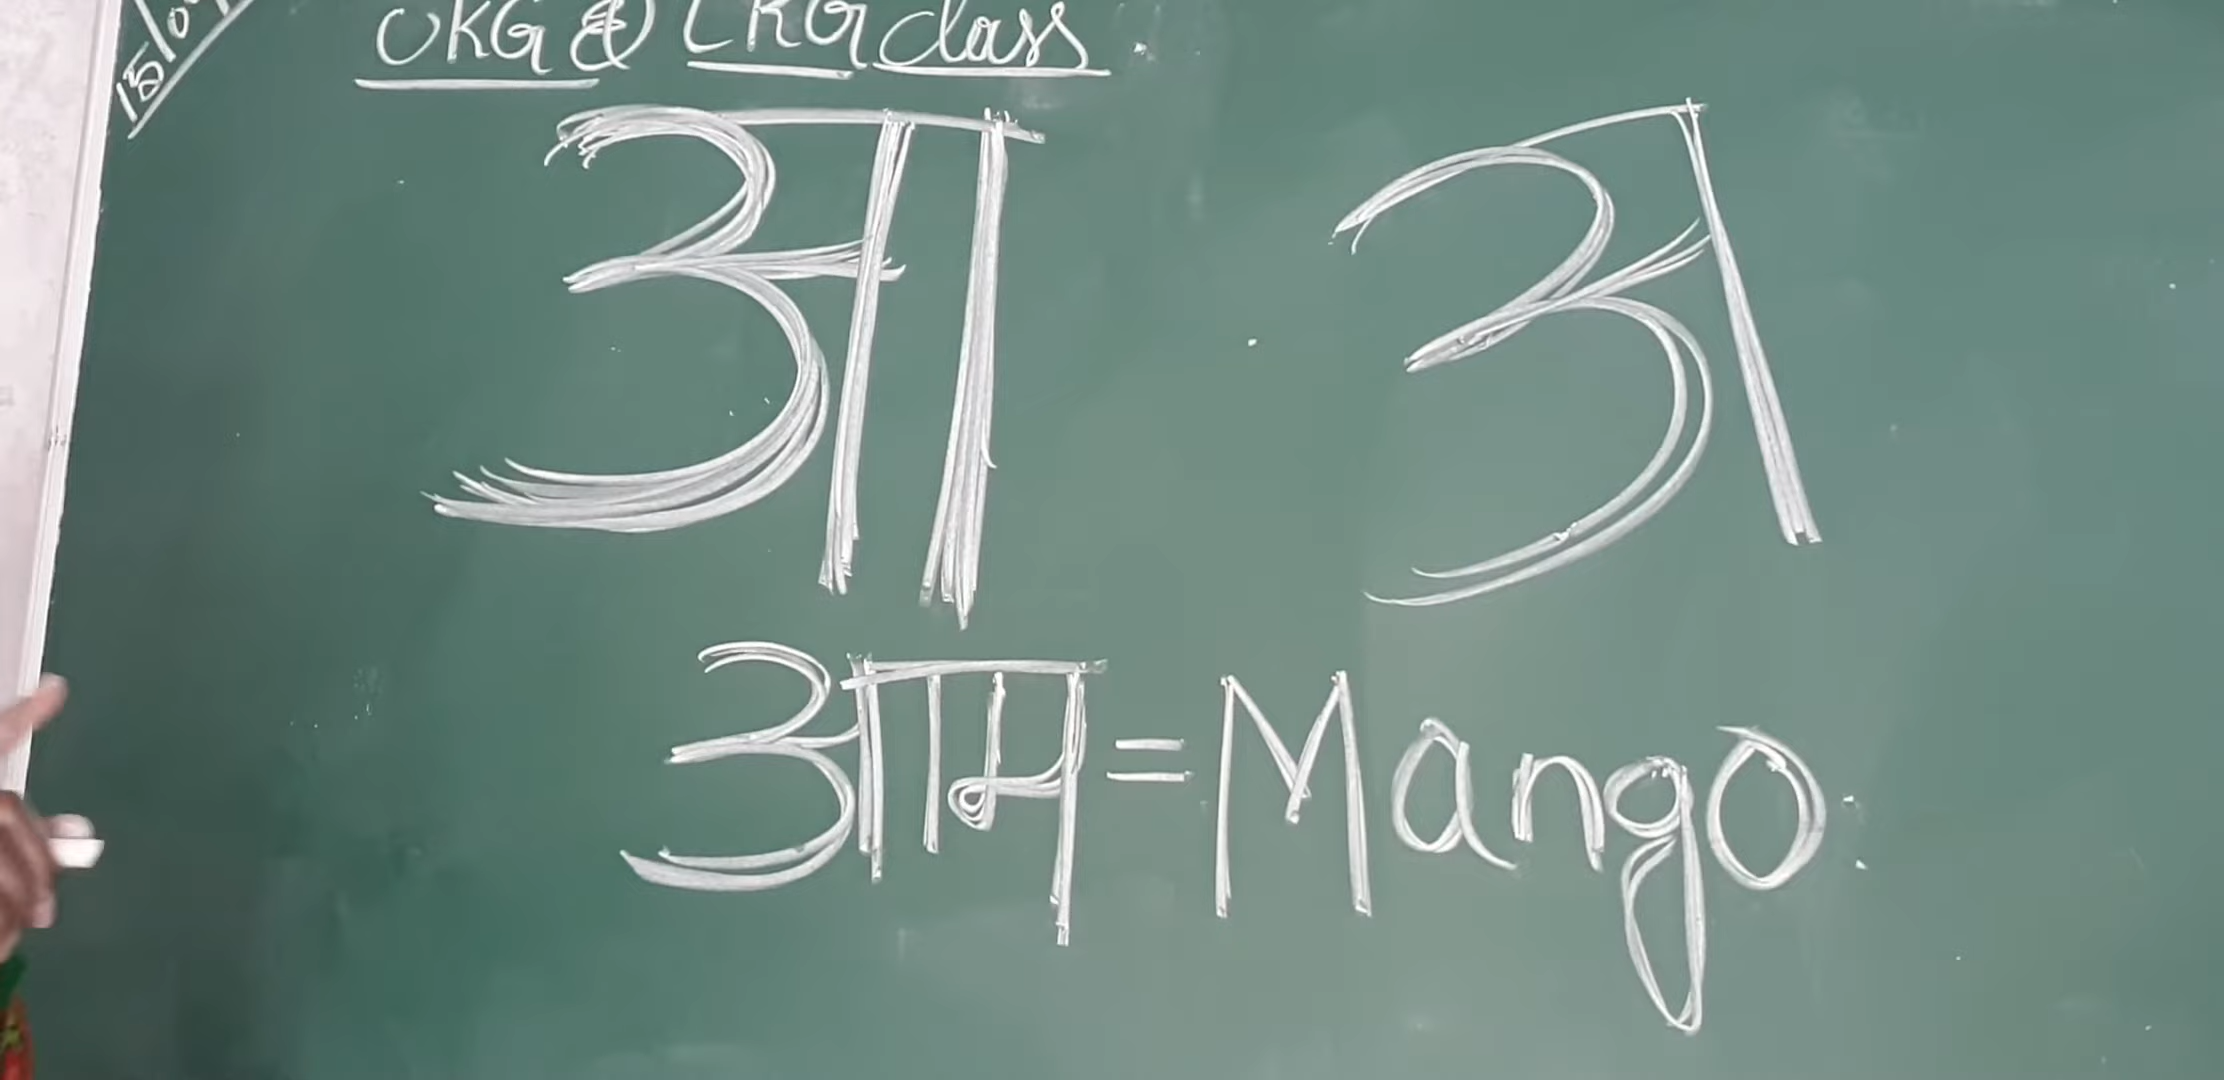 UKG & LKG class
आ अ
आम = Mango.